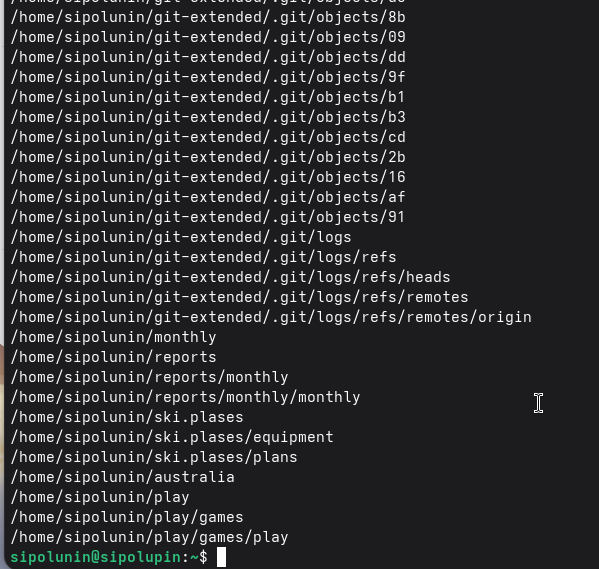 /home/sipolunin/git-extended/.git/objects/8b
/home/sipolunin/git-extended/.git/objects/09
/home/sipolunin/git-extended/.git/objects/dd
/home/sipolunin/git-extended/.git/objects/9f
/home/sipolunin/git-extended/.git/objects/b1
/home/sipolunin/git-extended/.git/objects/b3
/home/sipolunin/git-extended/.git/objects/cd
/home/sipolunin/git-extended/.git/objects/2b
/home/sipolunin/git-extended/.git/objects/16
/home/sipolunin/git-extended/.git/objects/af
/home/sipolunin/git-extended/.git/objects/91
/home/sipolunin/git-extended/.git/logs
/home/sipolunin/git-extended/.git/logs/refs
/home/sipolunin/git-extended/.git/logs/refs/heads
/home/sipolunin/git-extended/.git/logs/refs/remotes
/home/sipolunin/git-extended/.git/logs/refs/remotes/origin
/home/sipolunin/monthly
/home/sipolunin/reports
/home/sipolunin/reports/monthly
/home/sipolunin/reports/monthly/monthly
/home/sipolunin/ski.plases
/home/sipolunin/ski.plases/equipment
/home/sipolunin/ski.plases/plans
/home/sipolunin/australia
/home/sipolunin/play
/home/sipolunin/play/games
/home/sipolunin/play/games/play
sipolunin@sipolupin:~$